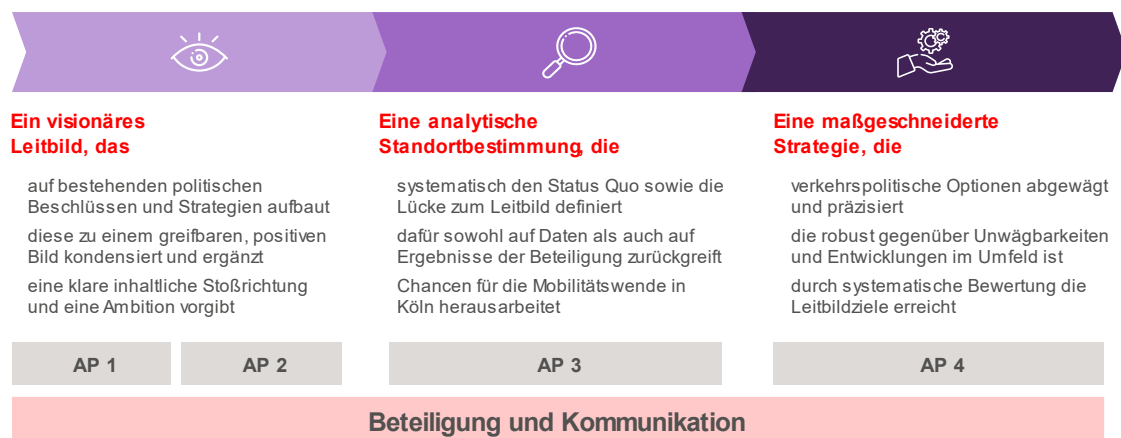 Ein visionäres
Leitbild, das
auf bestehenden politischen
Beschlüssen und Strategien aufbaut
diese zu einem greifbaren, positiven
Bild kondensiert und ergänzt
eine klare inhaltliche Stoßrichtung
und eine Ambition vorgibt
AP 1
AP 2
Eine analytische
Standortbestimmung, die
systematisch den Status Quo sowie die
Lücke zum Leitbild definiert
dafür sowohl auf Daten als auch auf
Ergebnisse der Beteiligung zurückgreift
Chancen für die Mobilitätswende in
Köln herausarbeitet
AP 3
Eine maßgeschneiderte
Strategie, die
verkehrspolitische Optionen abgewägt
und präzisiert
die robust gegenüber Unwägbarkeiten
und Entwicklungen im Umfeld ist
durch systematische Bewertung die
Leitbildziele erreicht
AP 4
Beteiligung und Kommunikation